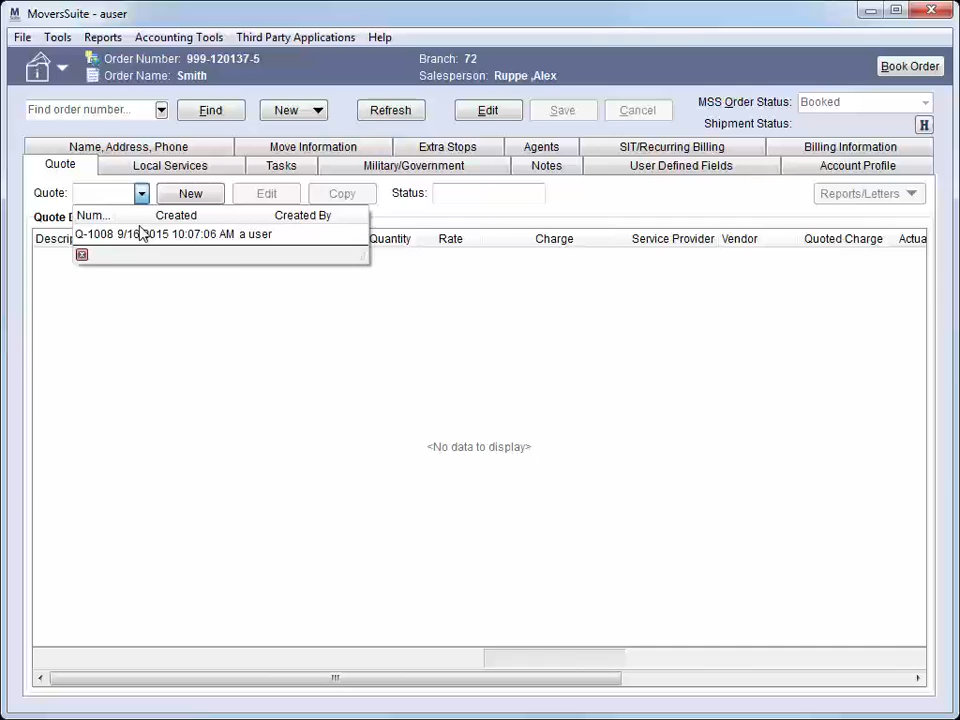 MoversSuite - auser
File Tools Reports Accounting Tools Third Party Applications Help
Order Number: 999-120137-5 Branch: 72
Order Name: Smith Salesperson: Ruppe ,Alex
Book Order
Find order number... Find New Refresh Edit Save Cancel MSS Order Status: Booked
Shipment Status: H
Name, Address, Phone Move Information Extra Stops Agents SIT/Recurring Billing Billing Information
Quote Local Services Tasks Military/Government Notes User Defined Fields Account Profile
Quote: New Edit Copy Status: Reports/Letters
Quote D
Num... Created Created By
Q-1008 9/16/2015 10:07:06 AM a user
Descrip Quantity Rate Charge Service Provider Vendor Quoted Charge Actua
<No data to display>